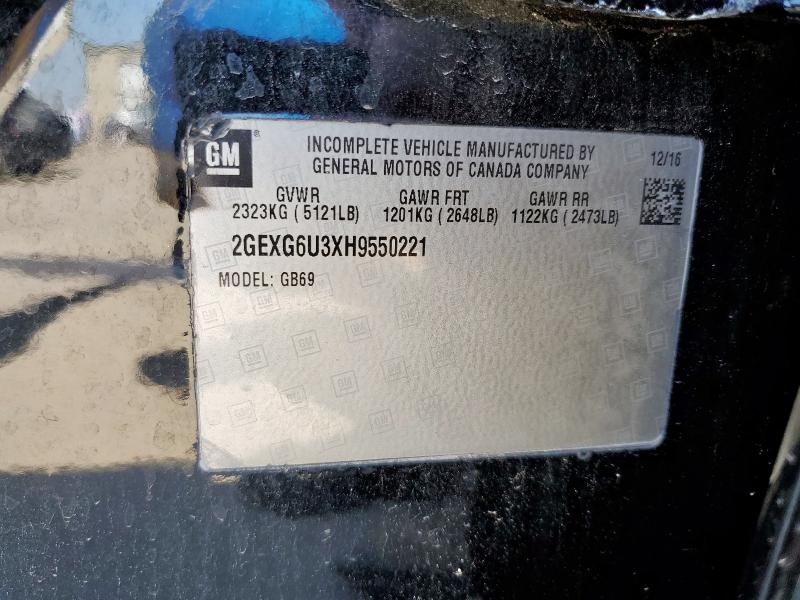 GM
®
INCOMPLETE VEHICLE MANUFACTURED BY
GENERAL MOTORS OF CANADA COMPANY
12/16
GVWR GAWR FRT GAWR RR
2323KG ( 5121LB) 1201KG ( 2648LB) 1122KG ( 2473LB)
2GEXG6U3XH9550221
MODEL: GB69